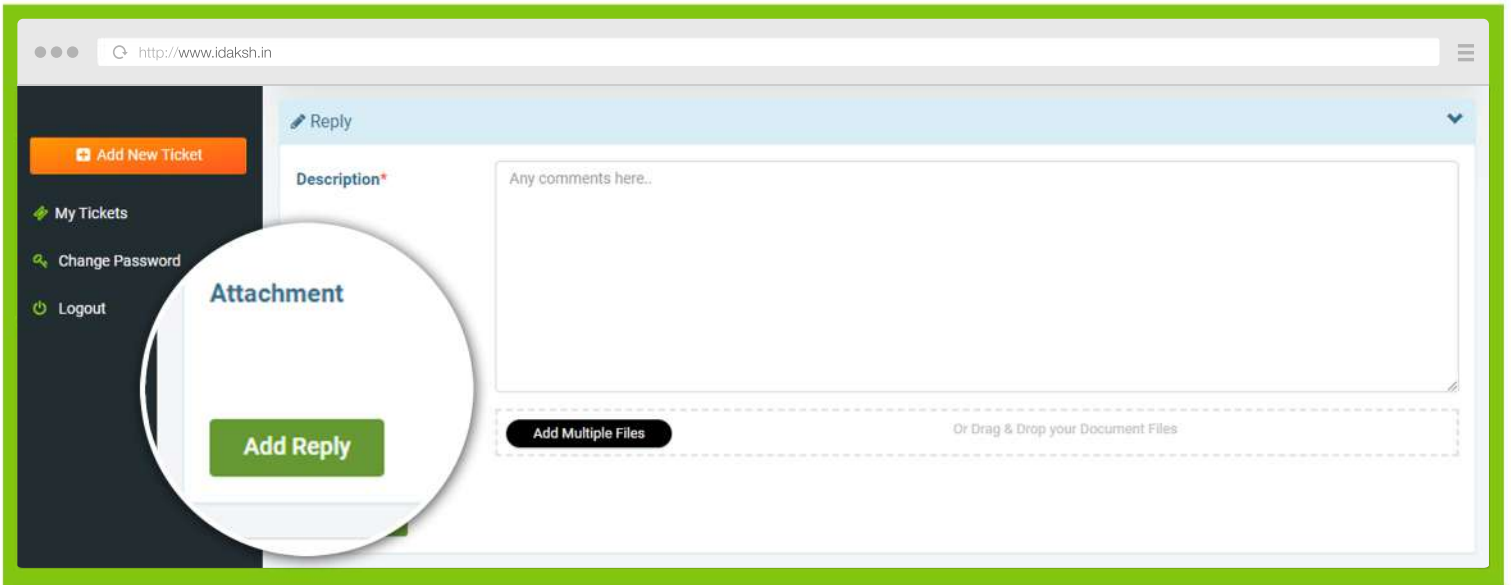 http://www.idaksh.in
Add New Ticket
My Tickets
Change Password
Logout
Reply
Description*
Any comments here..
Attachment
Add Multiple Files
Or Drag & Drop your Document Files
Add Reply